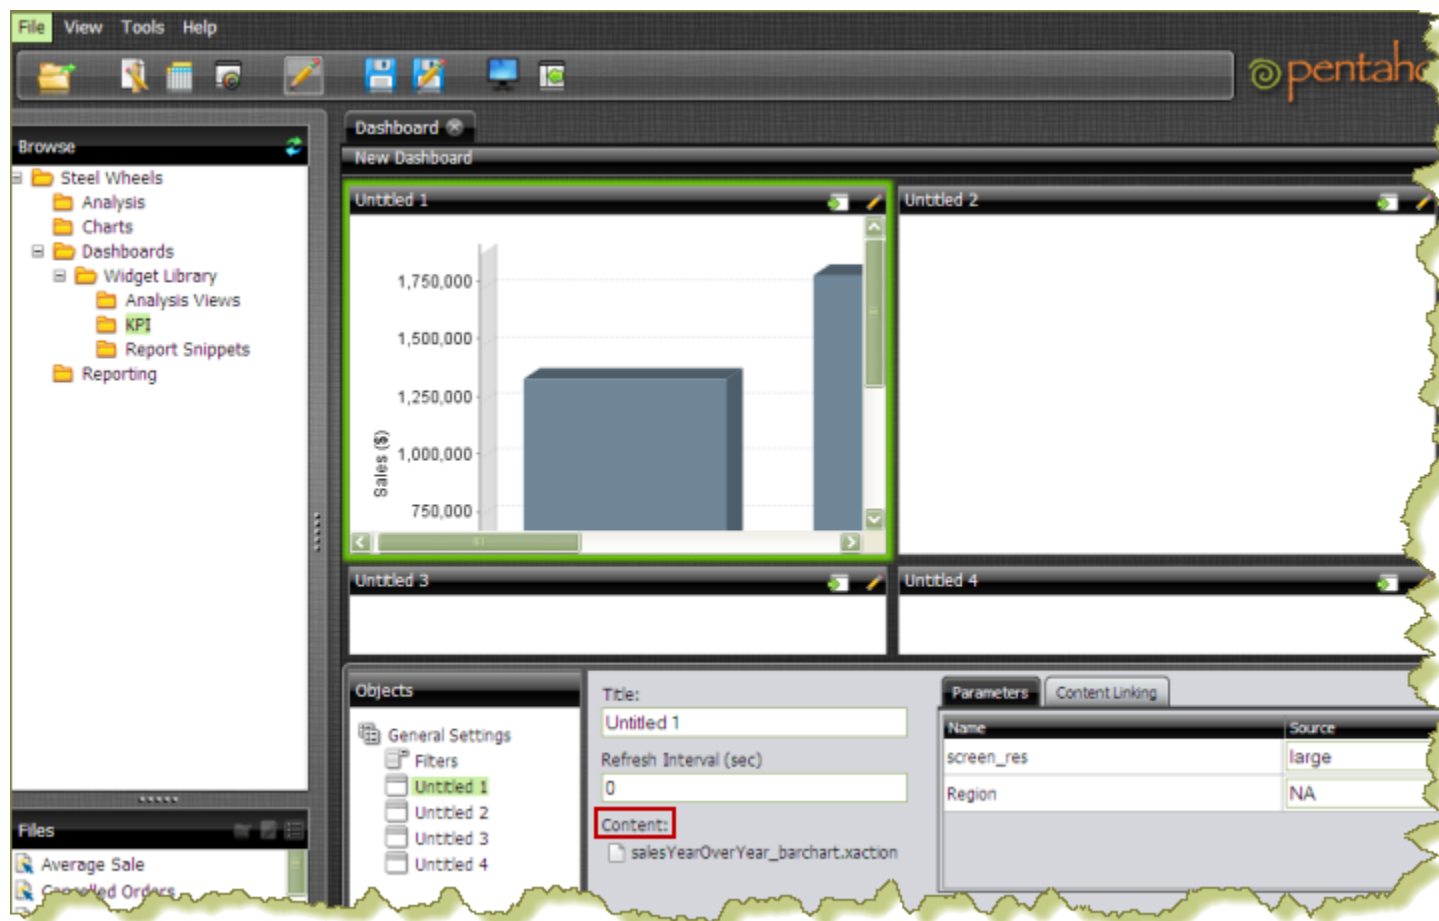 File View Tools Help
pentaho
Browse
Steel Wheels
Analysis
Charts
Dashboards
Widget Library
Analysis Views
KPI
Report Snippets
Reporting
Files
Average Sale
Cancelled Orders
Dashboard
New Dashboard
Untitled 1
1,750,000
1,500,000
1,250,000
1,000,000
750,000
Sales ($)
Untitled 2
Untitled 3
Untitled 4
Objects
General Settings
Filters
Untitled 1
Untitled 2
Untitled 3
Untitled 4
Title:
Untitled 1
Refresh Interval (sec)
0
Content:
salesYearOverYear_barchart.xaction
Parameters Content Linking
Name Source
screen_res large
Region NA